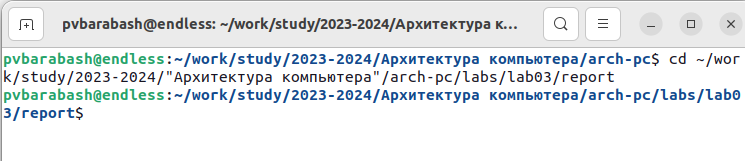 pvbarabash@endless: ~/work/study/2023-2024/Архитектура к...
pvbarabash@endless:~/work/study/2023-2024/Архитектура компьютера/arch-pc$ cd ~/wor
k/study/2023-2024/"Архитектура компьютера"/arch-pc/labs/lab03/report
pvbarabash@endless:~/work/study/2023-2024/Архитектура компьютера/arch-pc/labs/lab0
3/report$